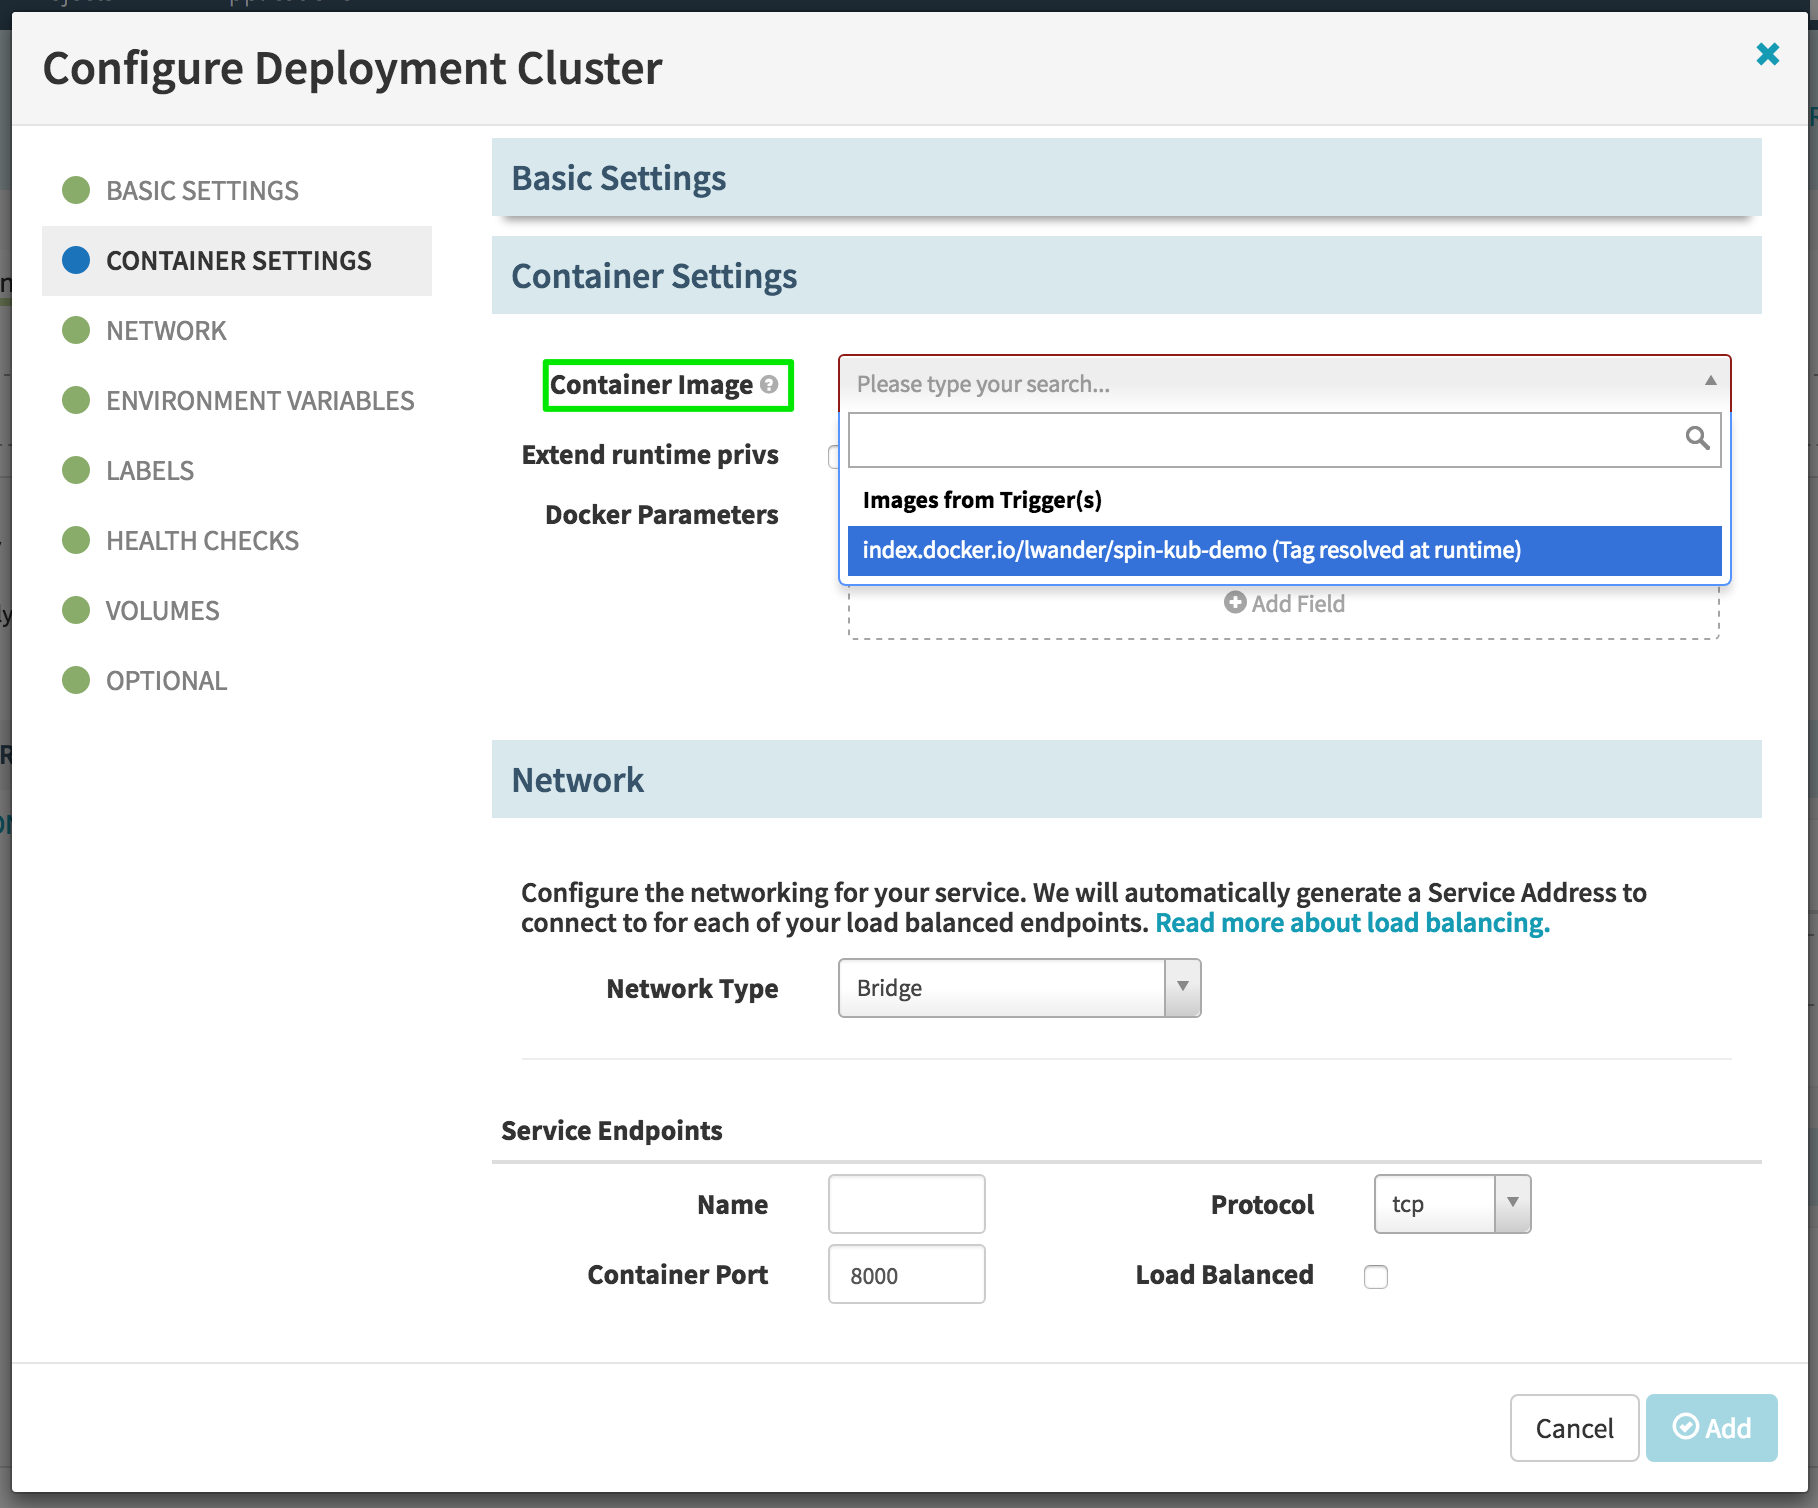 Configure Deployment Cluster
BASIC SETTINGS
CONTAINER SETTINGS
NETWORK
ENVIRONMENT VARIABLES
LABELS
HEALTH CHECKS
VOLUMES
OPTIONAL
Basic Settings
Container Settings
Container Image ?
Please type your search...
Extend runtime privs
Images from Trigger(s)
Docker Parameters
index.docker.io/lwander/spin-kub-demo (Tag resolved at runtime)
Add Field
Network
Configure the networking for your service. We will automatically generate a Service Address to
connect to for each of your load balanced endpoints. Read more about load balancing.
Network Type Bridge
Service Endpoints
Name Protocol tcp
Container Port 8000 Load Balanced
Cancel Add